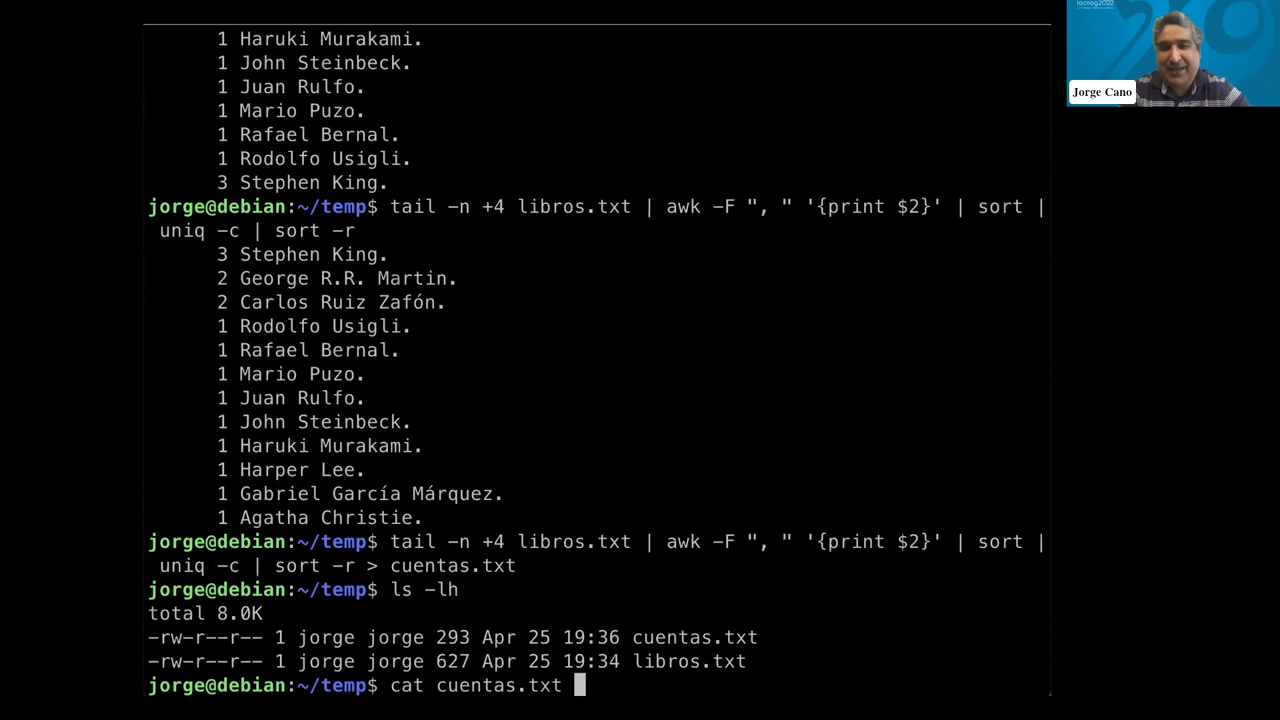 lacnog2022
1 Haruki Murakami.
1 John Steinbeck.
1 Juan Rulfo.
1 Mario Puzo.
1 Rafael Bernal.
1 Rodolfo Usigli.
3 Stephen King.
jorge@debian:~/temp$ tail -n +4 libros.txt | awk -F ", " '{print $2}' | sort |
uniq -c | sort -r
3 Stephen King.
2 George R.R. Martin.
2 Carlos Ruiz Zafón.
1 Rodolfo Usigli.
1 Rafael Bernal.
1 Mario Puzo.
1 Juan Rulfo.
1 John Steinbeck.
1 Haruki Murakami.
1 Harper Lee.
1 Gabriel García Márquez.
1 Agatha Christie.
jorge@debian:~/temp$ tail -n +4 libros.txt | awk -F ", " '{print $2}' | sort |
uniq -c | sort -r > cuentas.txt
jorge@debian:~/temp$ ls -lh
total 8.0K
-rw-r--r-- 1 jorge jorge 293 Apr 25 19:36 cuentas.txt
-rw-r--r-- 1 jorge jorge 627 Apr 25 19:34 libros.txt
jorge@debian:~/temp$ cat cuentas.txt
Jorge Cano